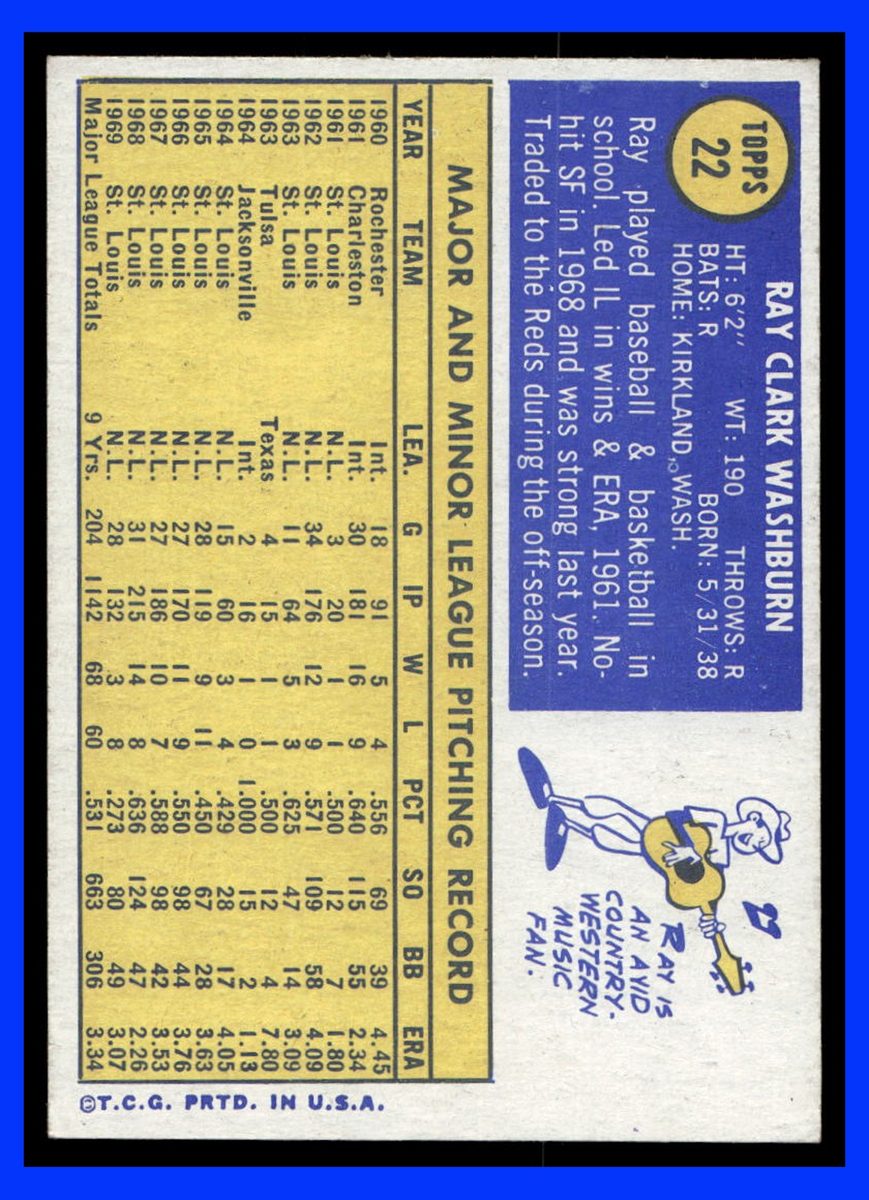 TOPPS
22
RAY CLARK WASHBURN
HT: 6'2" WT: 190 THROWS: R
BATS: R BORN: 5/31/38
HOME: KIRKLAND, WASH.
Ray played baseball & basketball in
school. Led IL in wins & ERA, 1961. No-
hit SF in 1968 and was strong last year.
Traded to the Reds during the off-season.
RAY IS
AN AVID
COUNTRY-
WESTERN
MUSIC
FAN.
MAJOR AND MINOR LEAGUE PITCHING RECORD
YEAR TEAM LEA. G IP W L PCT SO BB ERA
1960 Rochester Int. 18 91 5 4 .556 69 39 4.45
1961 Charleston Int. 30 181 16 9 .640 115 55 2.34
1961 St. Louis N.L. 3 20 1 1 .500 12 7 1.80
1962 St. Louis N.L. 34 176 12 9 .571 109 58 4.09
1963 St. Louis N.L. 11 64 5 3 .625 47 14 3.09
1963 Tulsa Texas 4 15 1 1 .500 12 4 7.80
1964 Jacksonville Int. 2 16 1 0 1.000 15 2 1.13
1964 St. Louis N.L. 15 60 3 4 .429 28 17 4.05
1965 St. Louis N.L. 28 119 9 11 .450 67 28 3.63
1966 St. Louis N.L. 27 170 11 9 .550 98 44 3.76
1967 St. Louis N.L. 27 186 10 7 .588 98 42 3.53
1968 St. Louis N.L. 31 215 14 8 .636 124 47 2.26
1969 St. Louis N.L. 28 132 3 8 .273 80 49 3.07
Major League Totals 9 Yrs. 204 1142 68 60 .531 663 306 3.34
©T.C.G. PRTD. IN U.S.A.